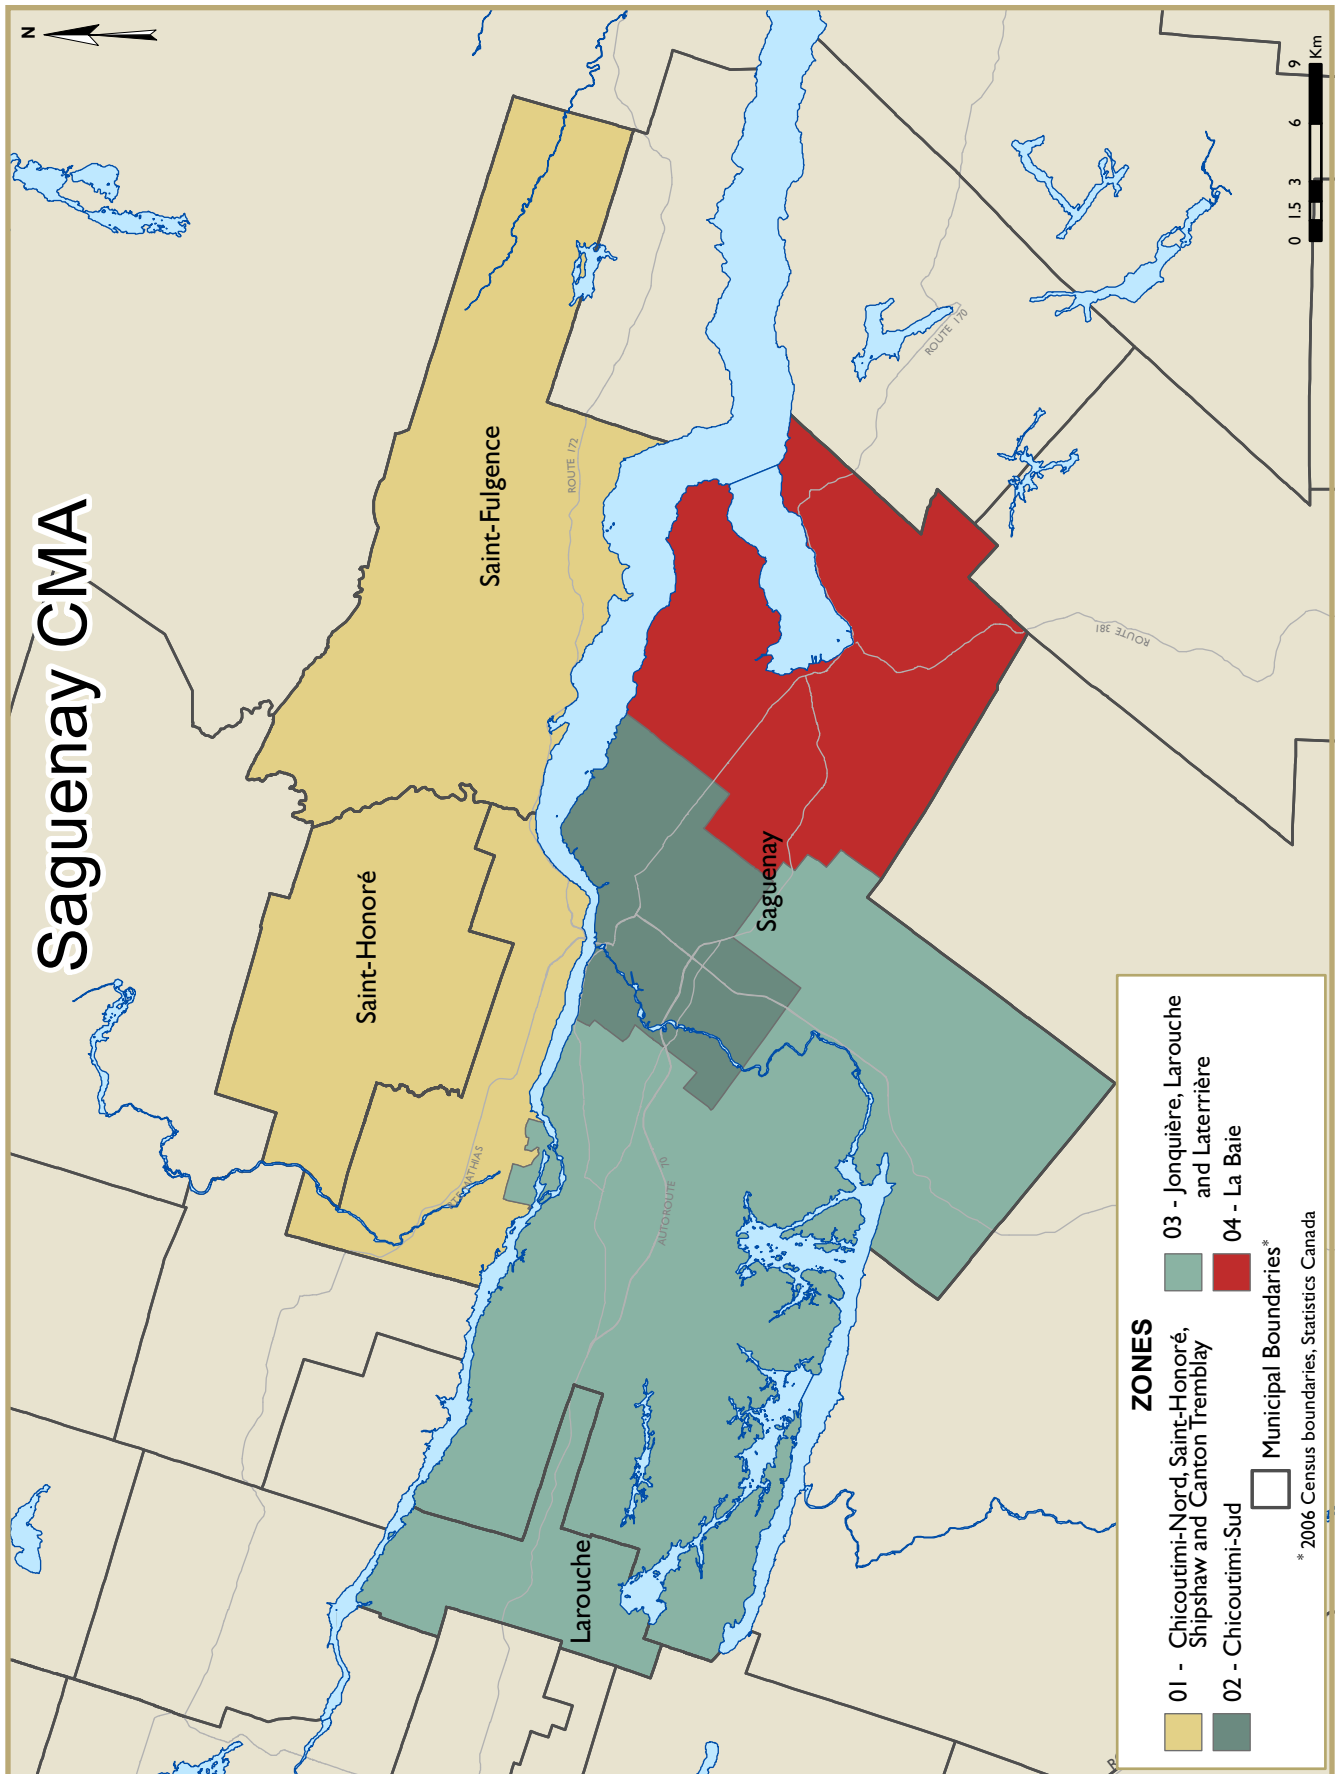 Saguenay CMA
N
Saint-Honoré
Saint-Fulgence
ROUTE 172
STE MATHIAS
AUTOROUTE 70
Larouche
Saguenay
ROUTE 170
ROUTE 381
ZONES
01 - Chicoutimi-Nord, Saint-Honoré,
Shipshaw and Canton Tremblay
02 - Chicoutimi-Sud
03 - Jonquière, Larouche
and Laterrière
04 - La Baie
Municipal Boundaries*
* 2006 Census boundaries, Statistics Canada
0 1.5 3 6 9
Km